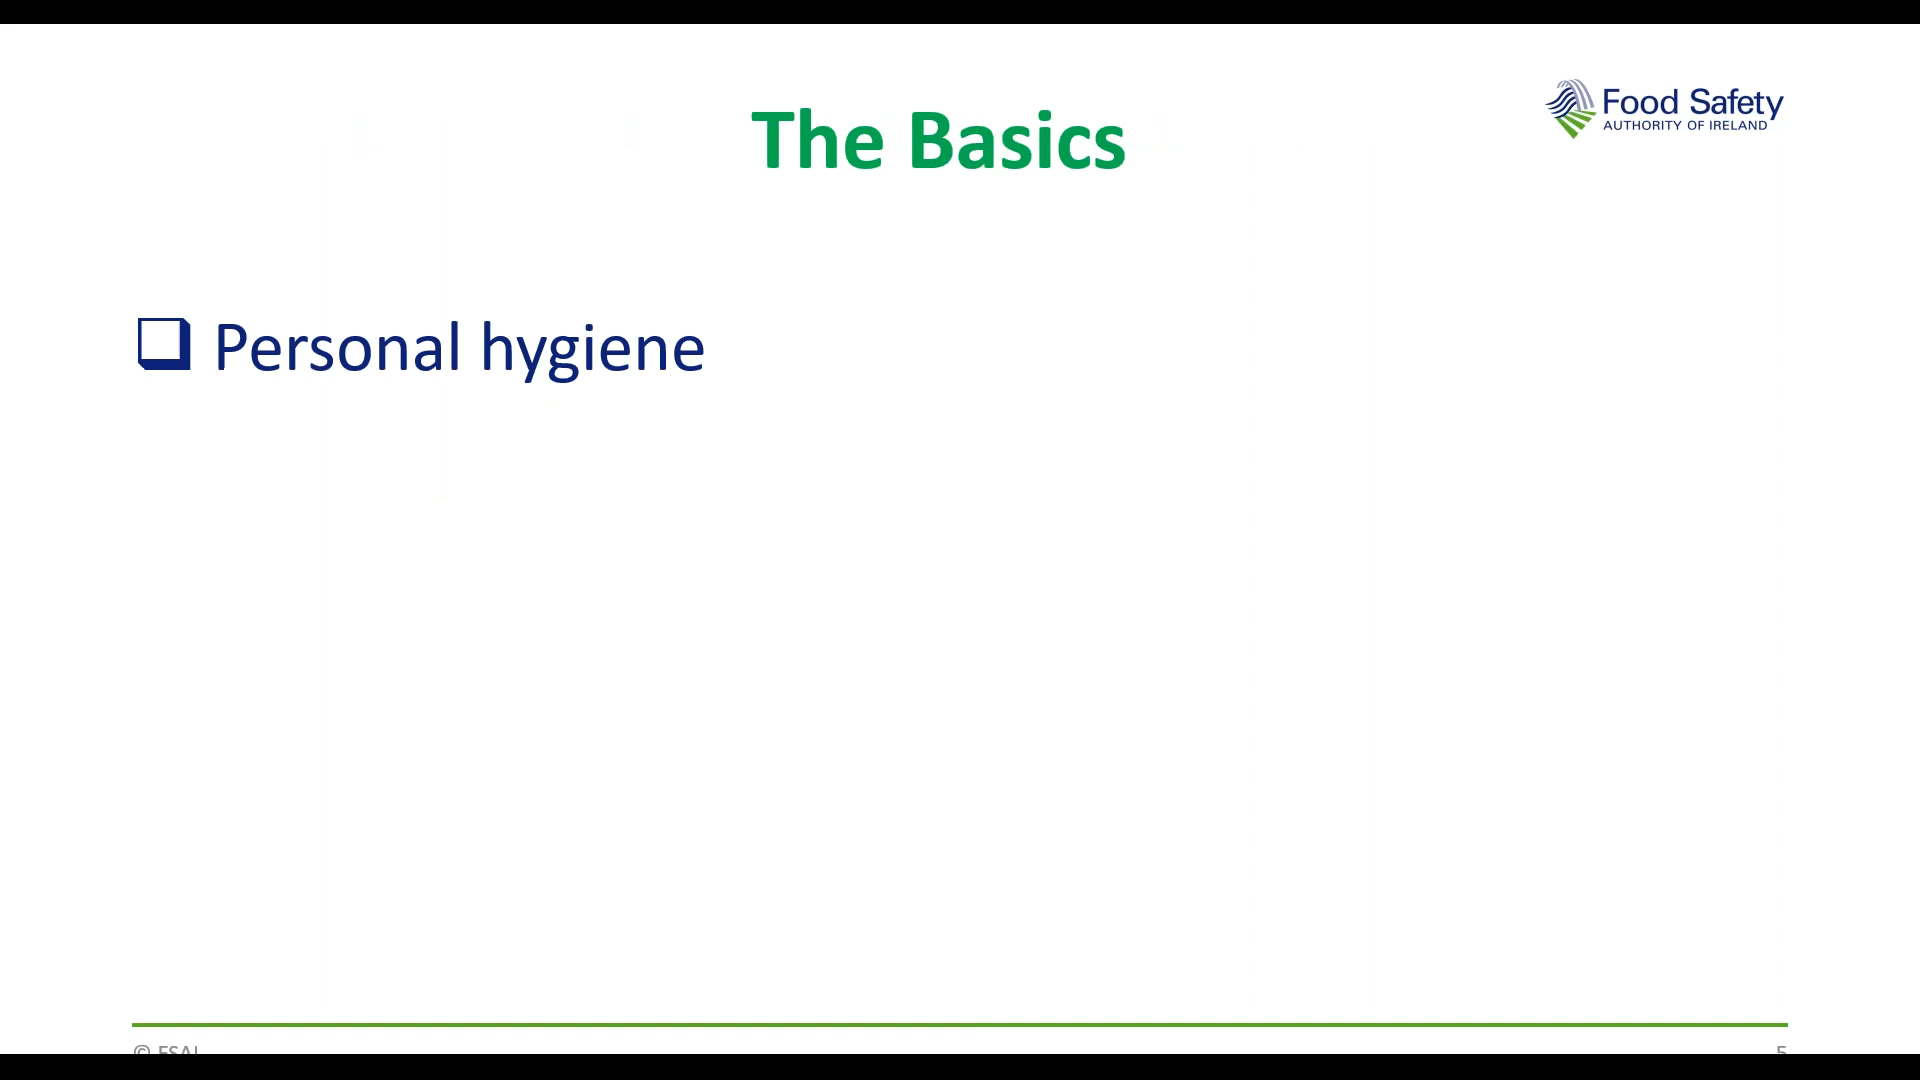 Food Safety
AUTHORITY OF IRELAND
The Basics
Personal hygiene
© FSAI
5